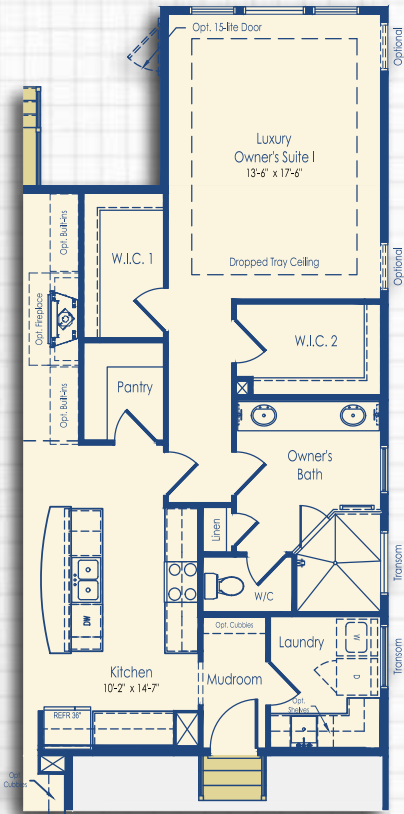 Opt. 15-lite Door
Optional
Luxury
Owner's Suite I
13'-6" x 17'-6"
Dropped Tray Ceiling
Optional
Opt. Built-ins
W.I.C. 1
Opt. Fireplace
W.I.C. 2
Pantry
Opt. Built-ins
Owner's
Bath
Linen
Transom
W/C
DW
Opt. Cubbies
Laundry
W
Transom
D
Kitchen
10'-2" x 14'-7"
Mudroom
Opt.
Shelves
REFR 36"
Opt.
Cubbies